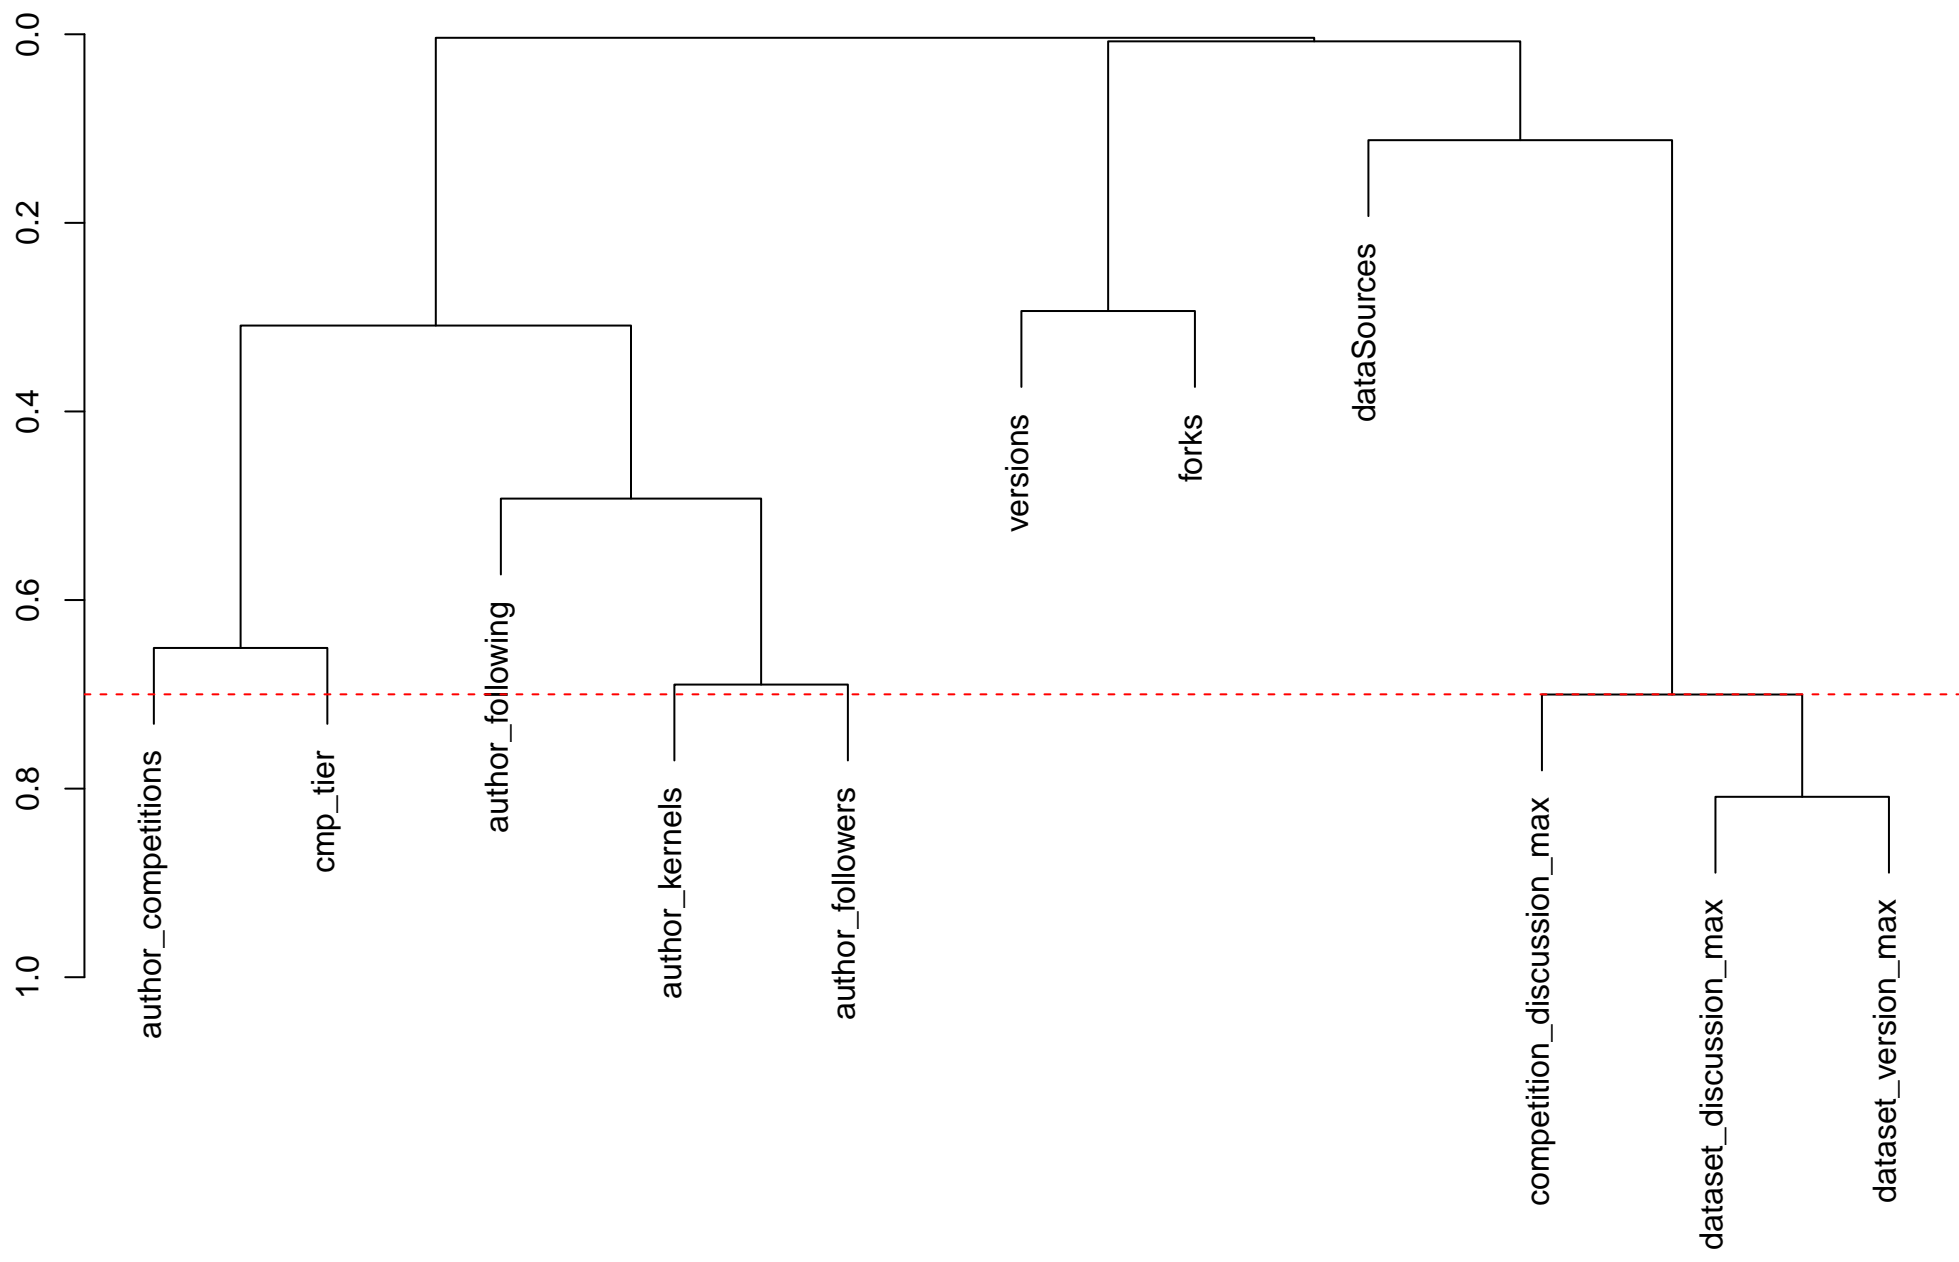 0.0
0.2
0.4
0.6
0.8
1.0
author_competitions
cmp_tier
author_following
author_kernels
author_followers
versions
forks
dataSources
competition_discussion_max
dataset_discussion_max
dataset_version_max